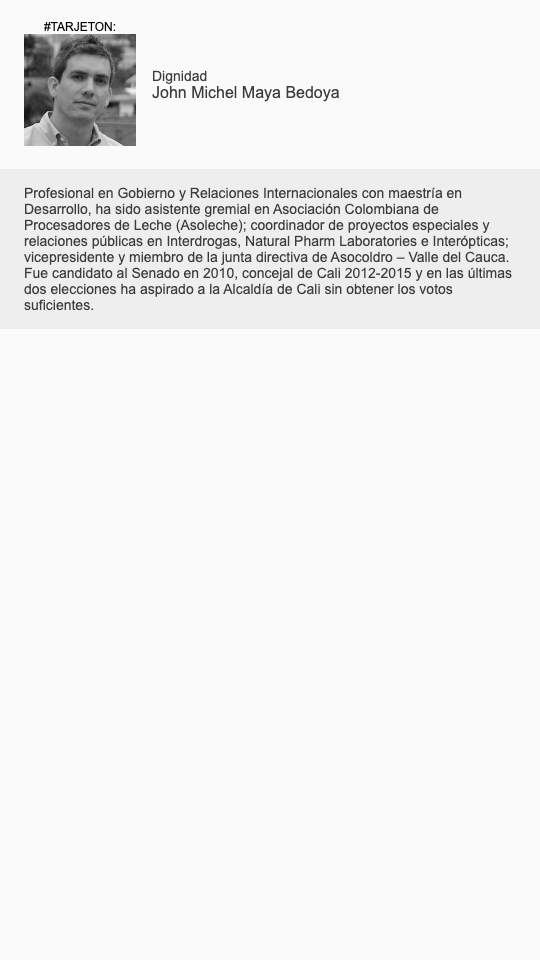 #TARJETON:
Dignidad
John Michel Maya Bedoya
Profesional en Gobierno y Relaciones Internacionales con maestría en
Desarrollo, ha sido asistente gremial en Asociación Colombiana de
Procesadores de Leche (Asoleche); coordinador de proyectos especiales y
relaciones públicas en Interdrogas, Natural Pharm Laboratories e Interópticas;
vicepresidente y miembro de la junta directiva de Asocoldro – Valle del Cauca.
Fue candidato al Senado en 2010, concejal de Cali 2012-2015 y en las últimas
dos elecciones ha aspirado a la Alcaldía de Cali sin obtener los votos
suficientes.